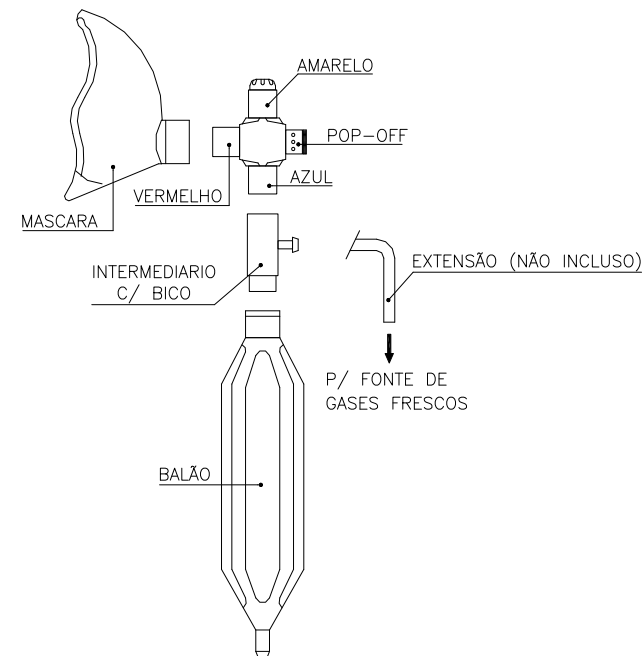 AMARELO
POP-OFF
AZUL
VERMELHO
MASCARA
INTERMEDIARIO
C/ BICO
EXTENSÃO (NÃO INCLUSO)
P/ FONTE DE
GASES FRESCOS
BALÃO